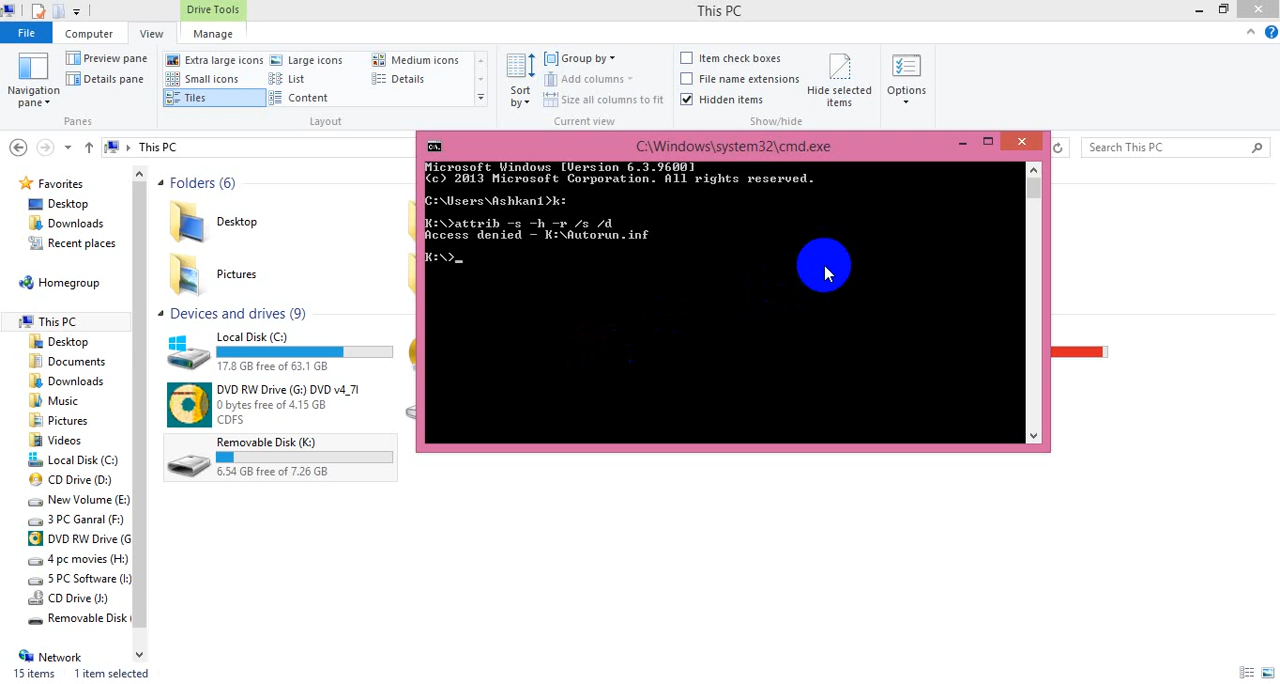 Drive Tools
This PC
File
Computer
View
Manage
Navigation pane
Preview pane
Details pane
Panes
Extra large icons
Large icons
Medium icons
Small icons
List
Details
Tiles
Content
Layout
Sort by
Group by
Add columns
Size all columns to fit
Current view
Item check boxes
File name extensions
Hidden items
Hide selected items
Show/hide
Options
This PC
Search This PC
Favorites
Desktop
Downloads
Recent places
Homegroup
This PC
Desktop
Documents
Downloads
Music
Pictures
Videos
Local Disk (C:)
CD Drive (D:)
New Volume (E:)
3 PC Ganral (F:)
DVD RW Drive (G
4 pc movies (H:)
5 PC Software (I:)
CD Drive (J:)
Removable Disk (
Network
15 items
1 item selected
Folders (6)
Desktop
Pictures
Devices and drives (9)
Local Disk (C:)
17.8 GB free of 63.1 GB
DVD RW Drive (G:) DVD v4_7l
0 bytes free of 4.15 GB
CDFS
Removable Disk (K:)
6.54 GB free of 7.26 GB
C:\Windows\system32\cmd.exe
Microsoft Windows [Version 6.3.9600]
(c) 2013 Microsoft Corporation. All rights reserved.
C:\Users\Ashkan1>k:
K:\>attrib -s -h -r /s /d
Access denied - K:\Autorun.inf
K:\>_